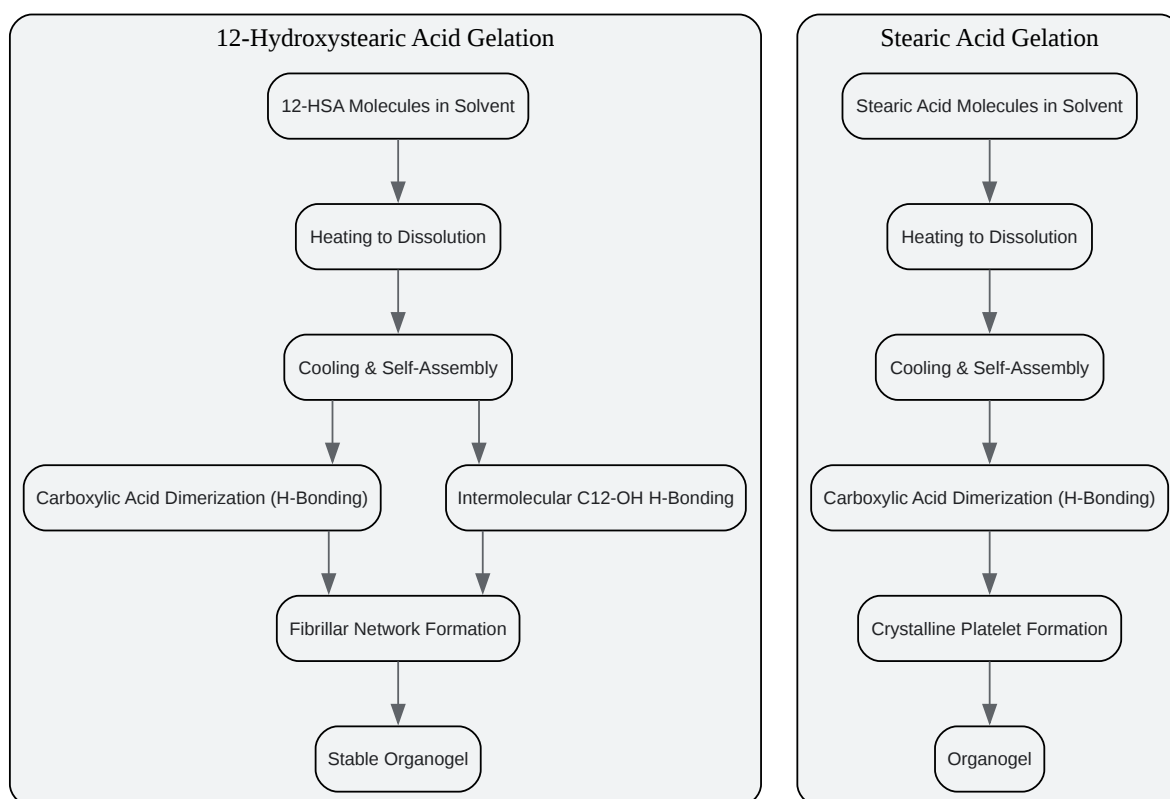 12-Hydroxystearic Acid Gelation
12-HSA Molecules in Solvent
Heating to Dissolution
Cooling & Self-Assembly
Carboxylic Acid Dimerization (H-Bonding)
Intermolecular C12-OH H-Bonding
Fibrillar Network Formation
Stable Organogel
Stearic Acid Gelation
Stearic Acid Molecules in Solvent
Heating to Dissolution
Cooling & Self-Assembly
Carboxylic Acid Dimerization (H-Bonding)
Crystalline Platelet Formation
Organogel